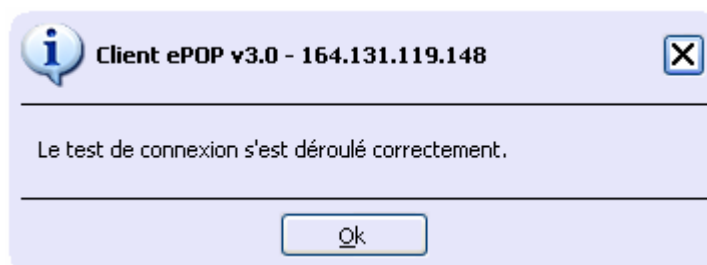 Client ePOP v3.0 - 164.131.119.148
Le test de connexion s'est déroulé correctement.
Ok